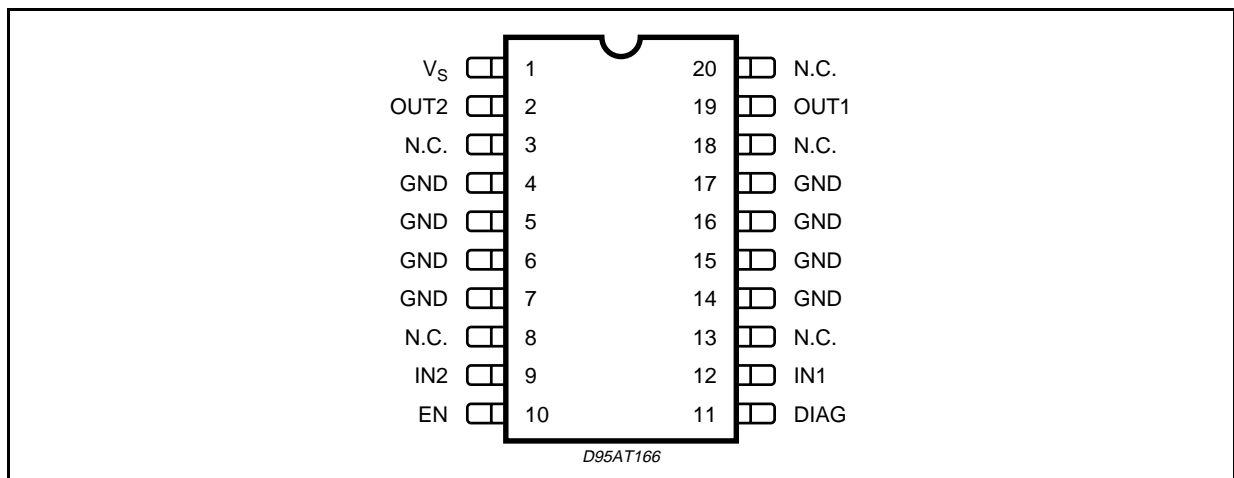 V_S 1 20 N.C.
OUT2 2 19 OUT1
N.C. 3 18 N.C.
GND 4 17 GND
GND 5 16 GND
GND 6 15 GND
GND 7 14 GND
N.C. 8 13 N.C.
IN2 9 12 IN1
EN 10 11 DIAG
D95AT166